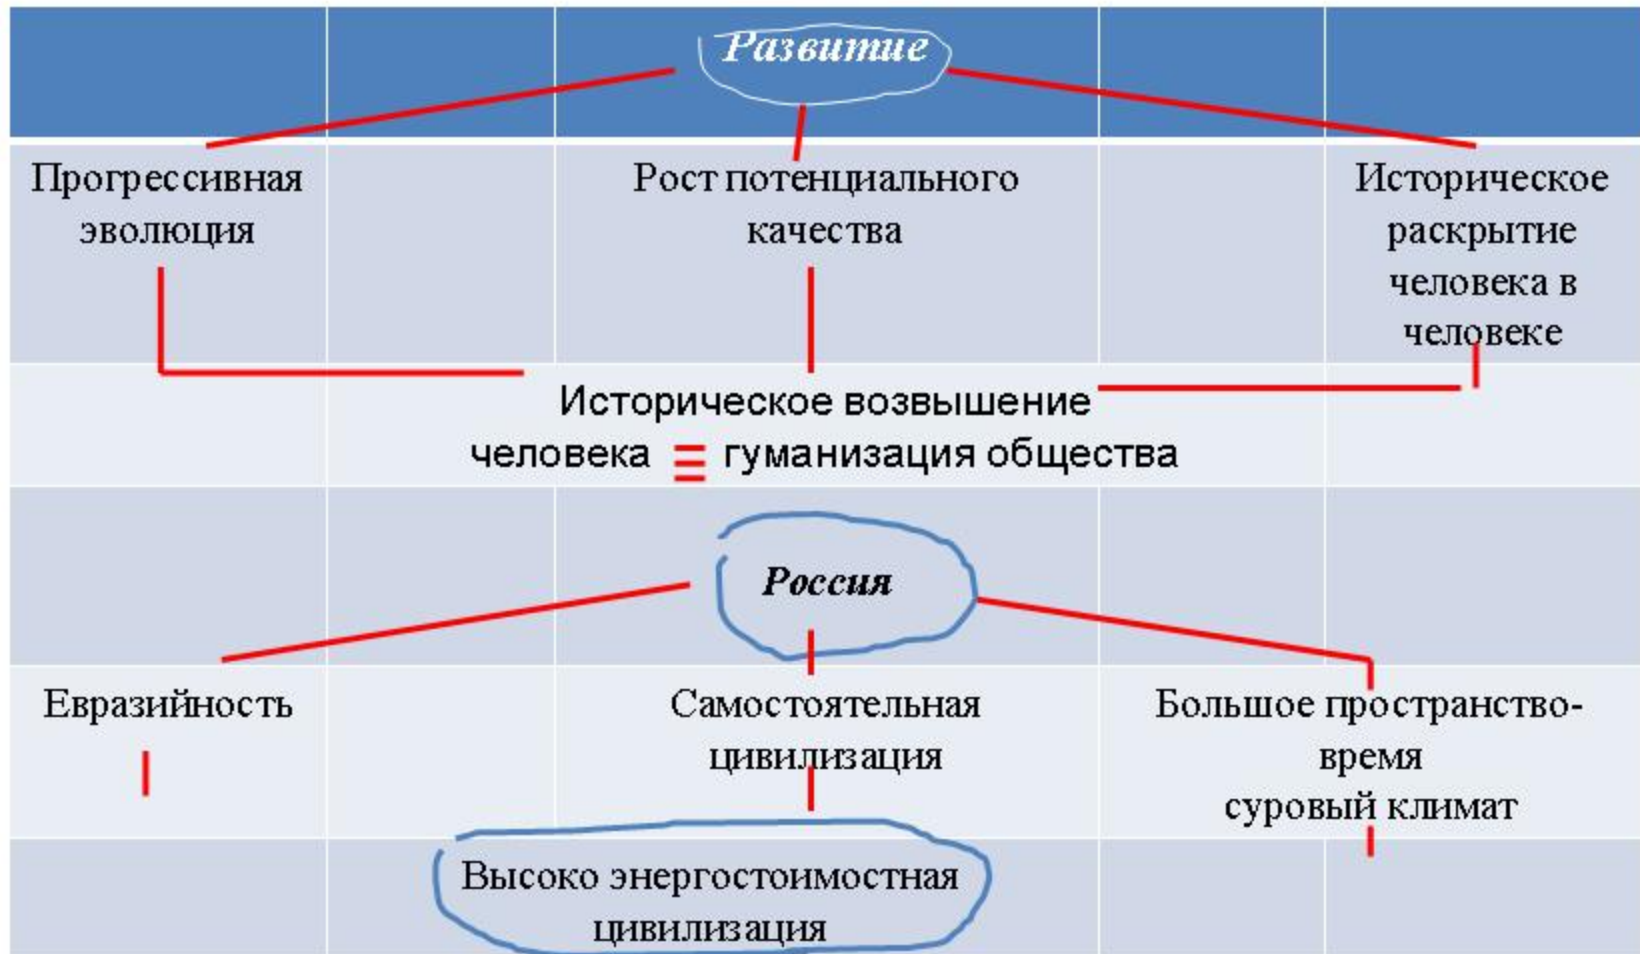 Развитие
Прогрессивная
эволюция
Рост потенциального
качества
Историческое
раскрытие
человека в
человеке
Историческое возвышение
человека ≡ гуманизация общества
Россия
Евразийность
Самостоятельная
цивилизация
Большое пространство-
время
суровый климат
Высоко энергостоимостная
цивилизация